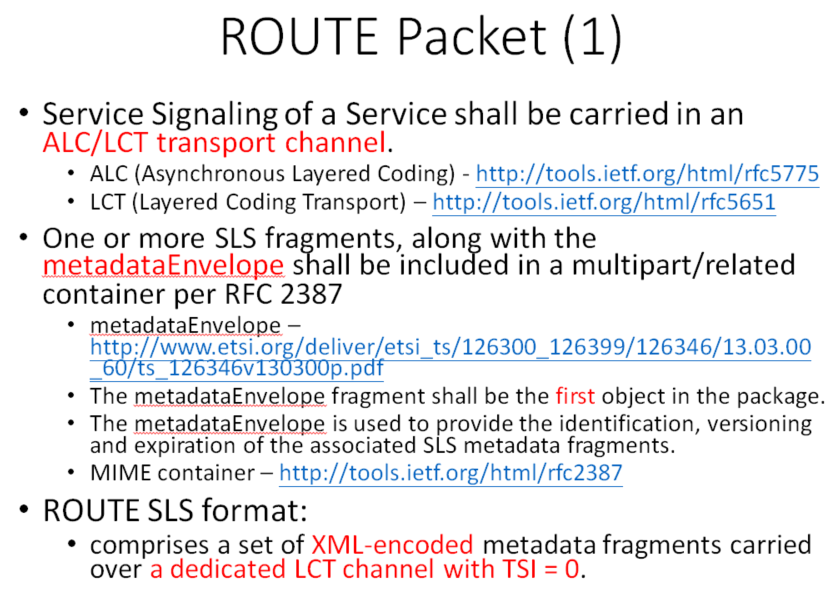 ROUTE Packet (1)
• Service Signaling of a Service shall be carried in an
ALC/LCT transport channel.
• ALC (Asynchronous Layered Coding) - http://tools.ietf.org/html/rfc5775
• LCT (Layered Coding Transport) – http://tools.ietf.org/html/rfc5651
• One or more SLS fragments, along with the
metadataEnvelope shall be included in a multipart/related
container per RFC 2387
• metadataEnvelope –
http://www.etsi.org/deliver/etsi_ts/126300_126399/126346/13.03.00
_60/ts_126346v130300p.pdf
• The metadataEnvelope fragment shall be the first object in the package.
• The metadataEnvelope is used to provide the identification, versioning
and expiration of the associated SLS metadata fragments.
• MIME container – http://tools.ietf.org/html/rfc2387
• ROUTE SLS format:
• comprises a set of XML-encoded metadata fragments carried
over a dedicated LCT channel with TSI = 0.